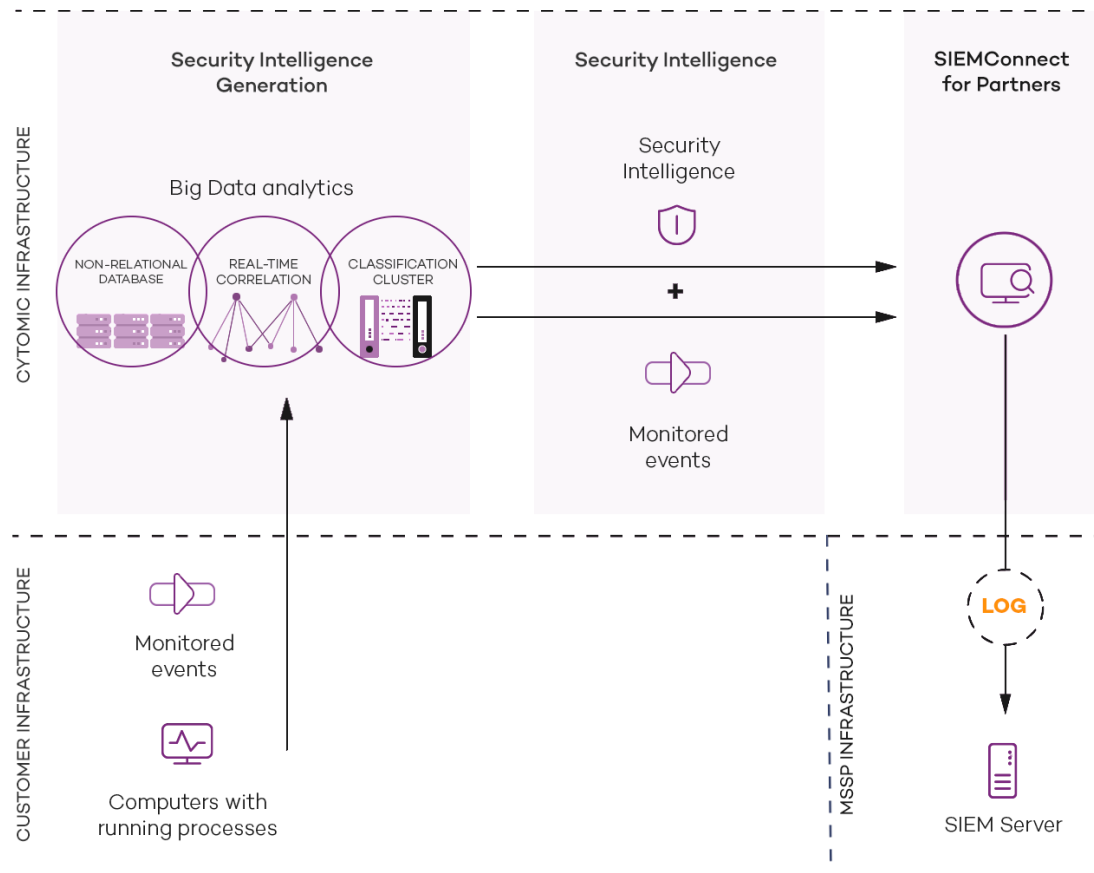 Security Intelligence
Generation
Security Intelligence
SIEMConnect
for Partners
CYTOMIC INFRASTRUCTURE
Big Data analytics
NON-RELATIONAL
DATABASE
REAL-TIME
CORRELATION
CLASSIFICATION
CLUSTER
Security
Intelligence
+
Monitored
events
CUSTOMER INFRASTRUCTURE
Monitored
events
Computers with
running processes
MSSP INFRASTRUCTURE
LOG
SIEM Server